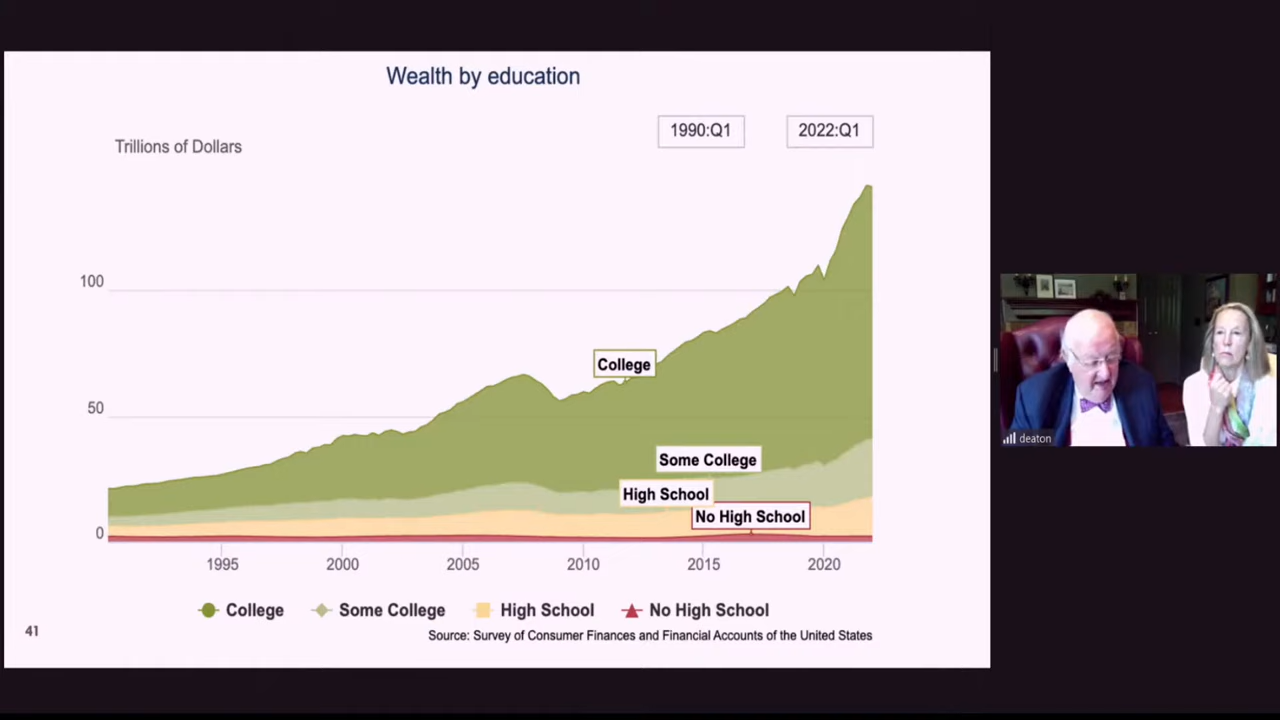 Wealth by education
1990:Q1 2022:Q1
Trillions of Dollars
100
50
0
College
Some College
High School
No High School
1995 2000 2005 2010 2015 2020
College Some College High School No High School
41
Source: Survey of Consumer Finances and Financial Accounts of the United States
deaton